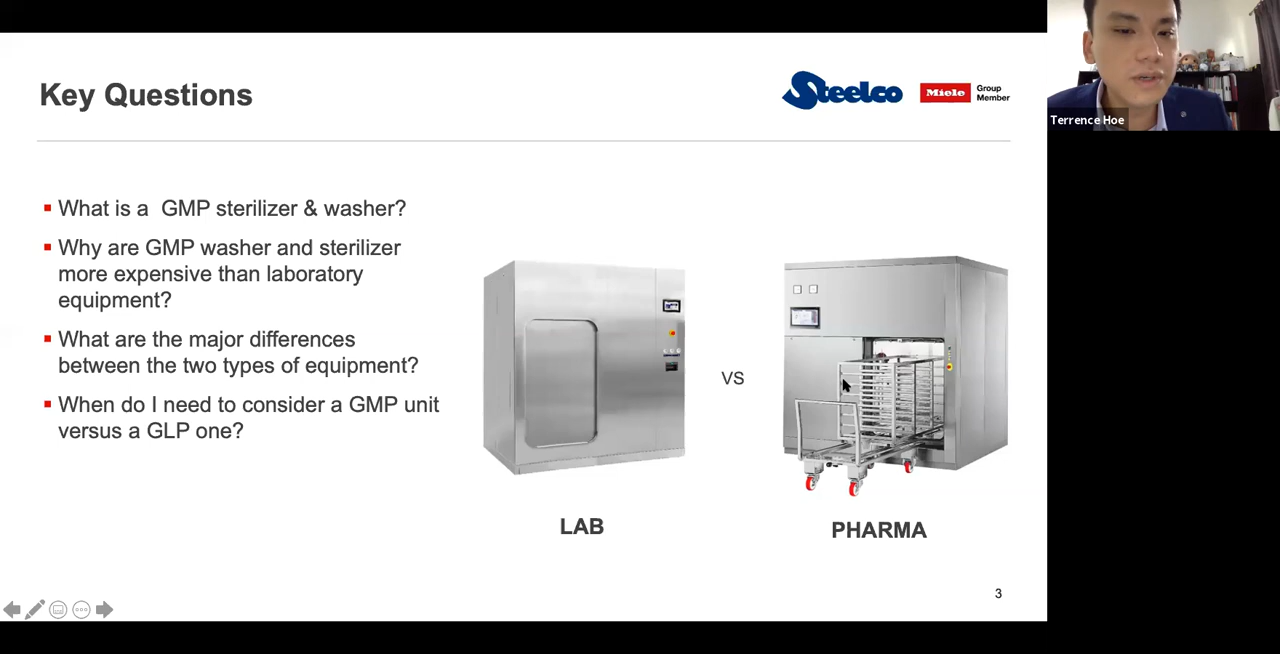 Key Questions
Steelco
Miele
Group
Member
Terrence Hoe
What is a  GMP sterilizer & washer?
Why are GMP washer and sterilizer
more expensive than laboratory
equipment?
What are the major differences
between the two types of equipment?
When do I need to consider a GMP unit
versus a GLP one?
VS
LAB
PHARMA
3